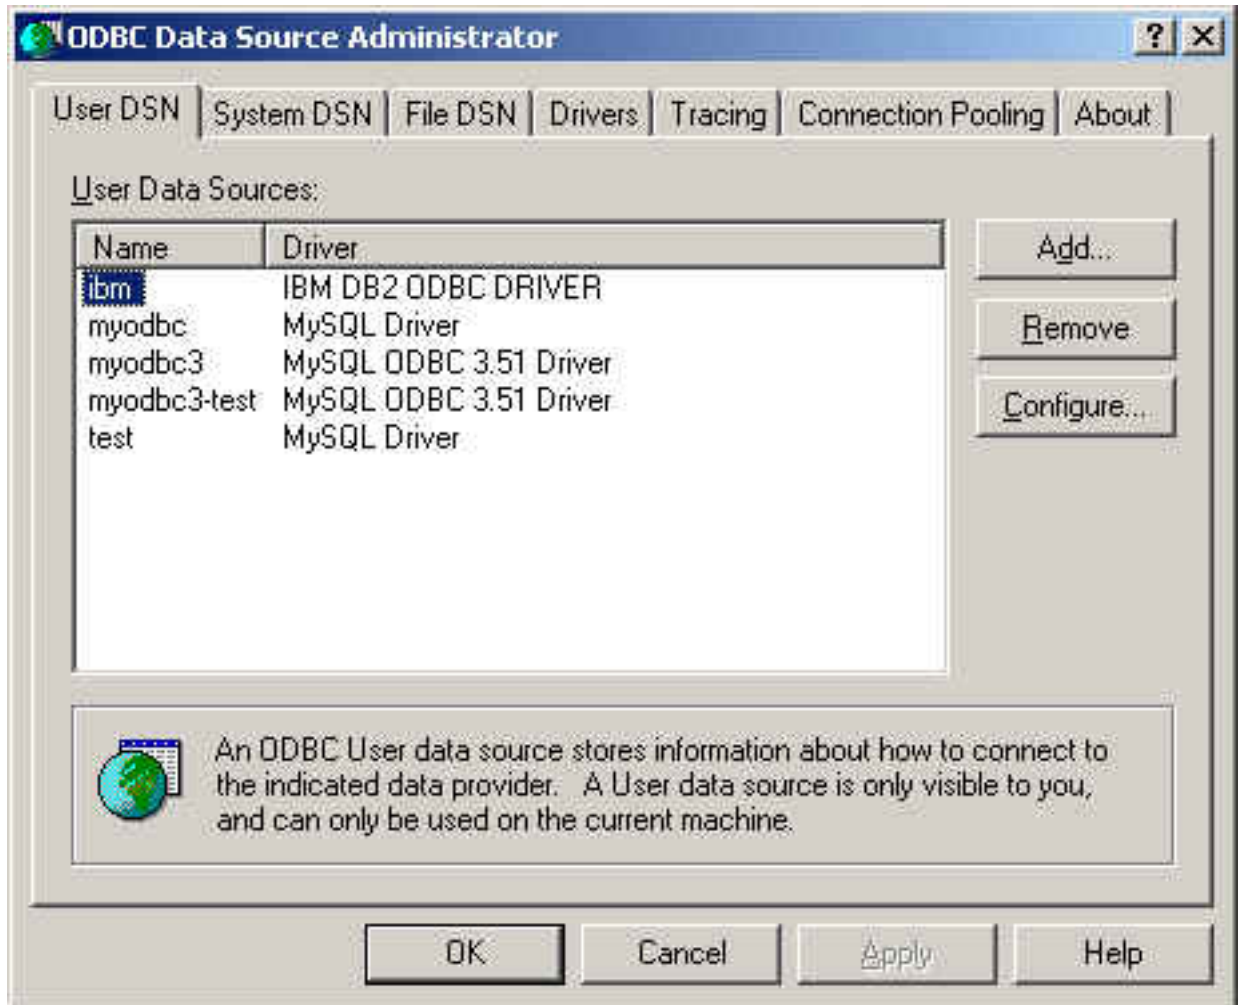 ODBC Data Source Administrator
User DSN System DSN File DSN Drivers Tracing Connection Pooling About
User Data Sources:
Name Driver
ibm IBM DB2 ODBC DRIVER
myodbc MySQL Driver
myodbc3 MySQL ODBC 3.51 Driver
myodbc3-test MySQL ODBC 3.51 Driver
test MySQL Driver
Add...
Remove
Configure...
An ODBC User data source stores information about how to connect to
the indicated data provider. A User data source is only visible to you,
and can only be used on the current machine.
OK Cancel Apply Help